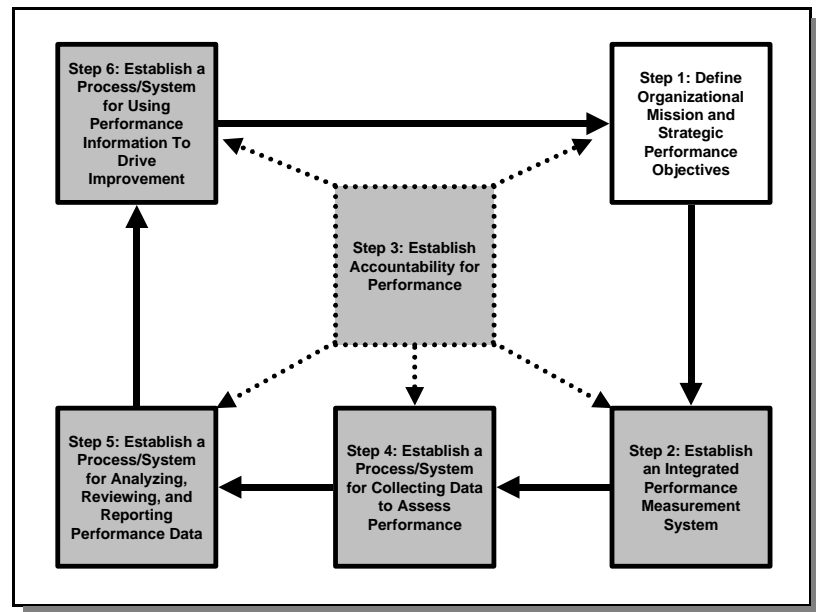 Step 6: Establish a
Process/System
for Using
Performance
Information To
Drive
Improvement
Step 1: Define
Organizational
Mission and
Strategic
Performance
Objectives
Step 3: Establish
Accountability for
Performance
Step 5: Establish a
Process/System
for Analyzing,
Reviewing, and
Reporting
Performance Data
Step 4: Establish a
Process/System
for Collecting Data
to Assess
Performance
Step 2: Establish
an Integrated
Performance
Measurement
System